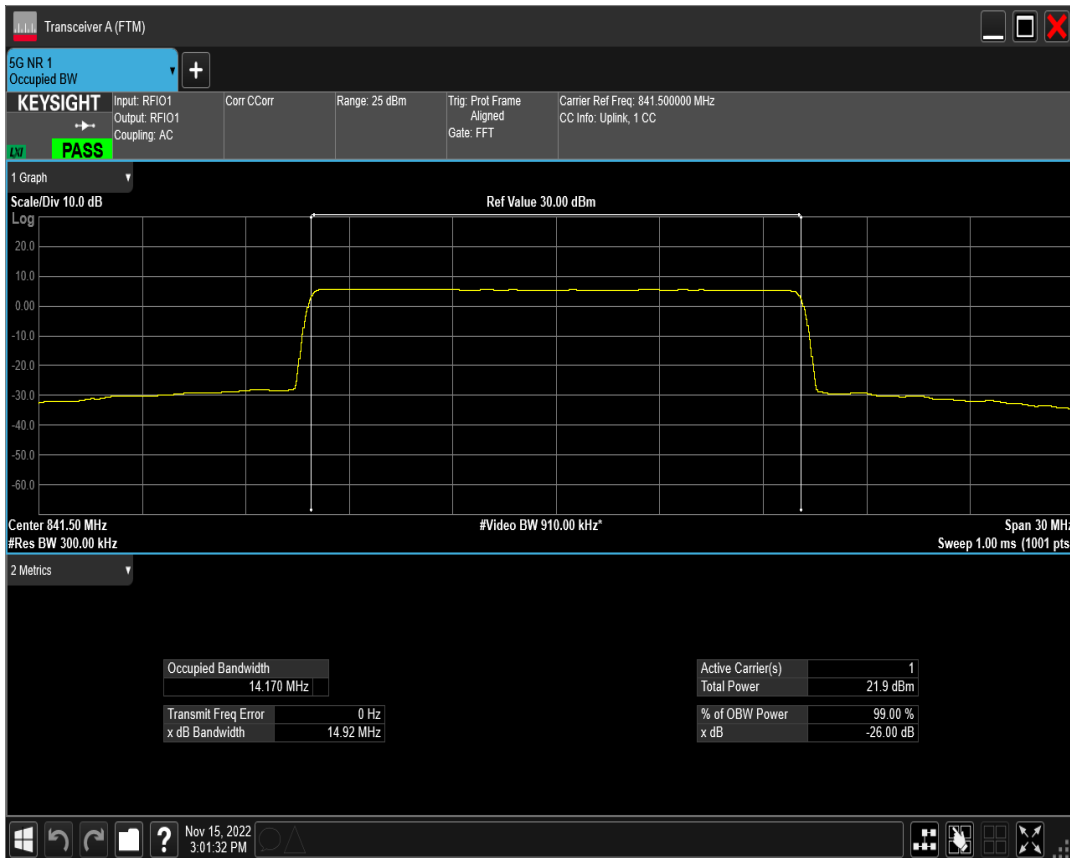 Transceiver A (FTM)
5G NR 1
Occupied BW
+
KEYSIGHT
LXI
PASS
Input: RFIO1
Output: RFIO1
Coupling: AC
Corr CCorr
Range: 25 dBm
Trig: Prot Frame
Aligned
Gate: FFT
Carrier Ref Freq: 841.500000 MHz
CC Info: Uplink, 1 CC
1 Graph
Scale/Div 10.0 dB
Ref Value 30.00 dBm
Log
20.0
10.0
0.00
-10.0
-20.0
-30.0
-40.0
-50.0
-60.0
Center 841.50 MHz
#Video BW 910.00 kHz*
Span 30 MHz
#Res BW 300.00 kHz
Sweep 1.00 ms (1001 pts
2 Metrics
Occupied Bandwidth
14.170 MHz
Transmit Freq Error 0 Hz
x dB Bandwidth 14.92 MHz
Active Carrier(s) 1
Total Power 21.9 dBm
% of OBW Power 99.00 %
x dB -26.00 dB
?
Nov 15, 2022
3:01:32 PM